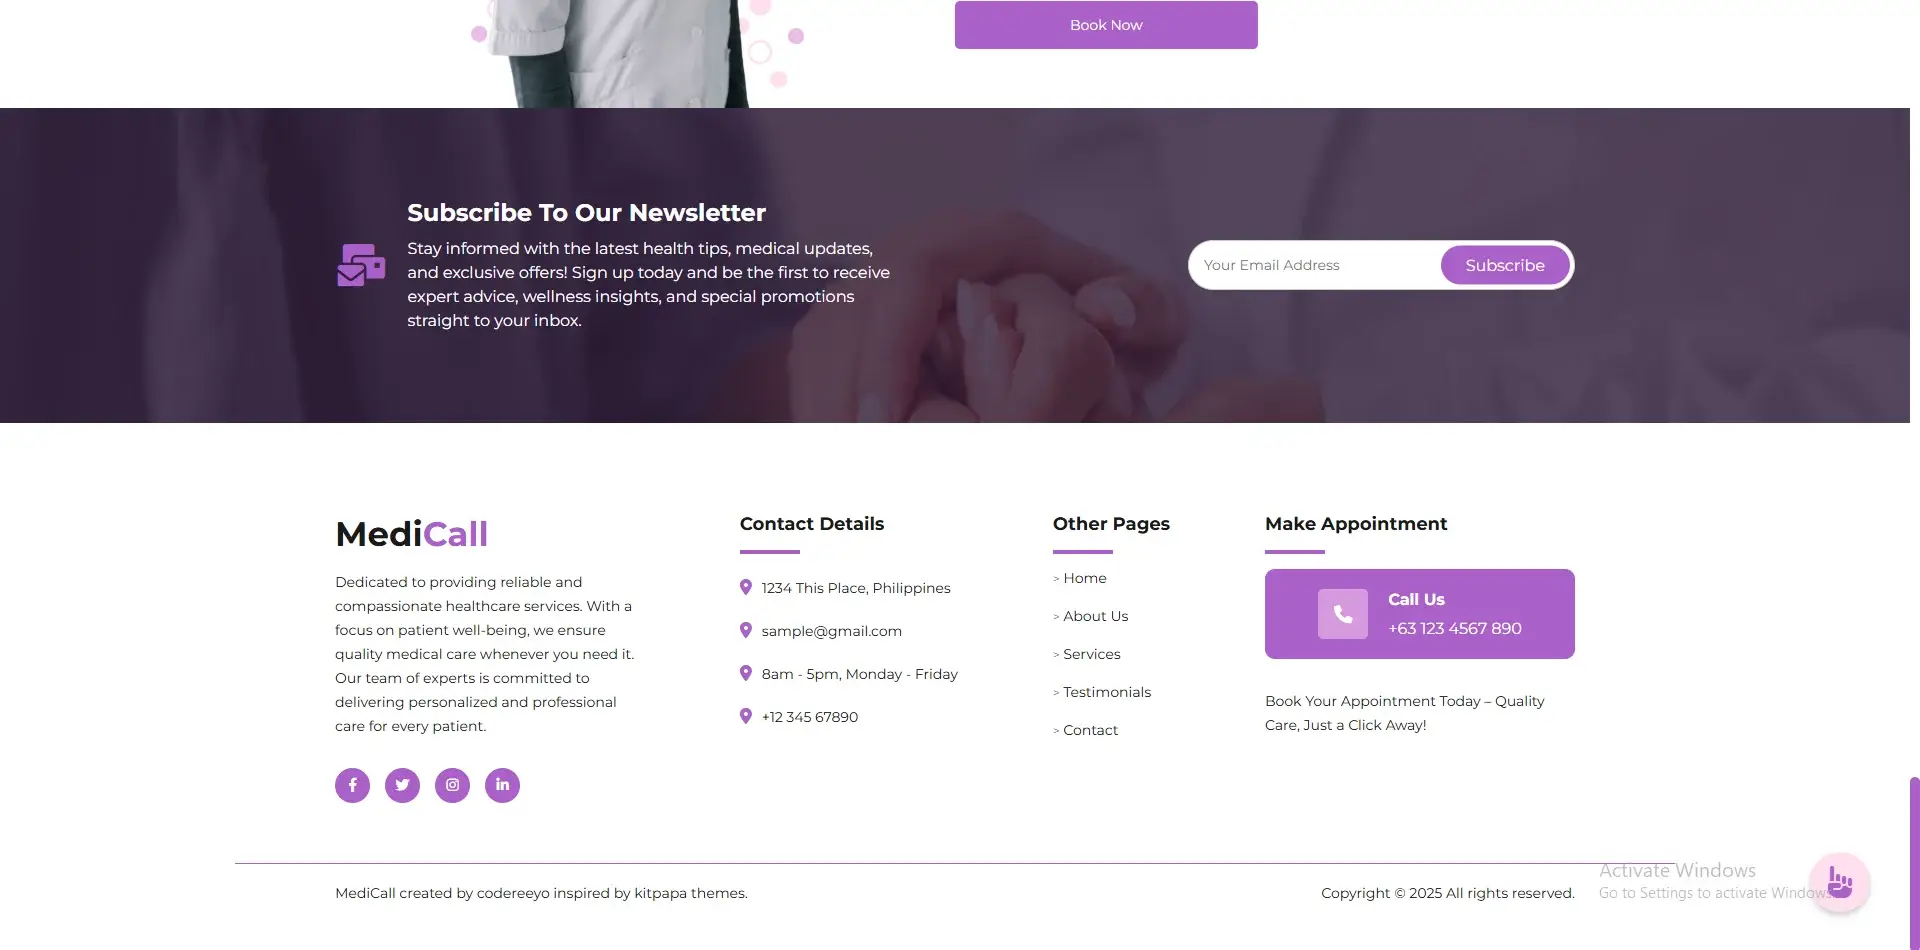 Book Now
Subscribe To Our Newsletter
Stay informed with the latest health tips, medical updates,
and exclusive offers! Sign up today and be the first to receive
expert advice, wellness insights, and special promotions
straight to your inbox.
Your Email Address
Subscribe
MediCall
Dedicated to providing reliable and
compassionate healthcare services. With a
focus on patient well-being, we ensure
quality medical care whenever you need it.
Our team of experts is committed to
delivering personalized and professional
care for every patient.
Contact Details
1234 This Place, Philippines
sample@gmail.com
8am - 5pm, Monday - Friday
+12 345 67890
Other Pages
> Home
> About Us
> Services
> Testimonials
> Contact
Make Appointment
Call Us
+63 123 4567 890
Book Your Appointment Today – Quality
Care, Just a Click Away!
MediCall created by codereeyo inspired by kitpapa themes.
Copyright © 2025 All rights reserved.
Activate Windows
Go to Settings to activate Windows.